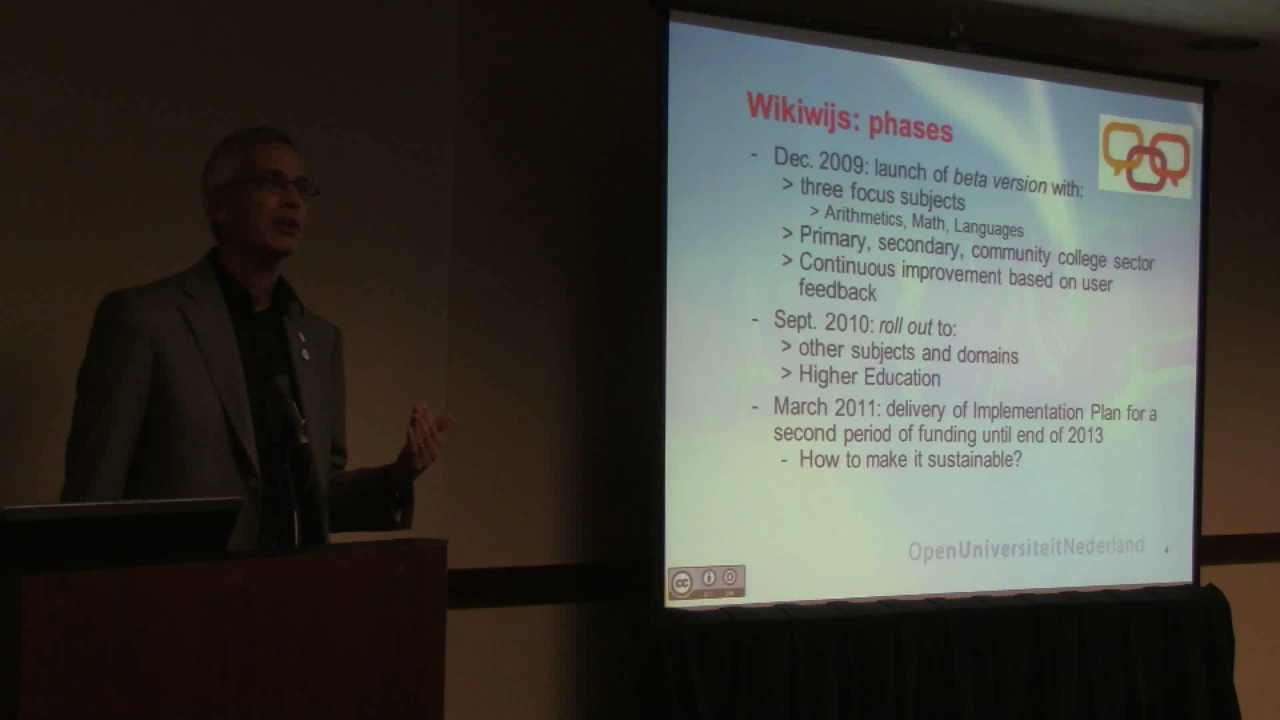 Wikiwijs: phases
- Dec. 2009: launch of beta version with:
> three focus subjects
> Arithmetics, Math, Languages
> Primary, secondary, community college sector
> Continuous improvement based on user
feedback
- Sept. 2010: roll out to:
> other subjects and domains
> Higher Education
- March 2011: delivery of Implementation Plan for a
second period of funding until end of 2013
- How to make it sustainable?
OpenUniversiteitNederland
4
cc